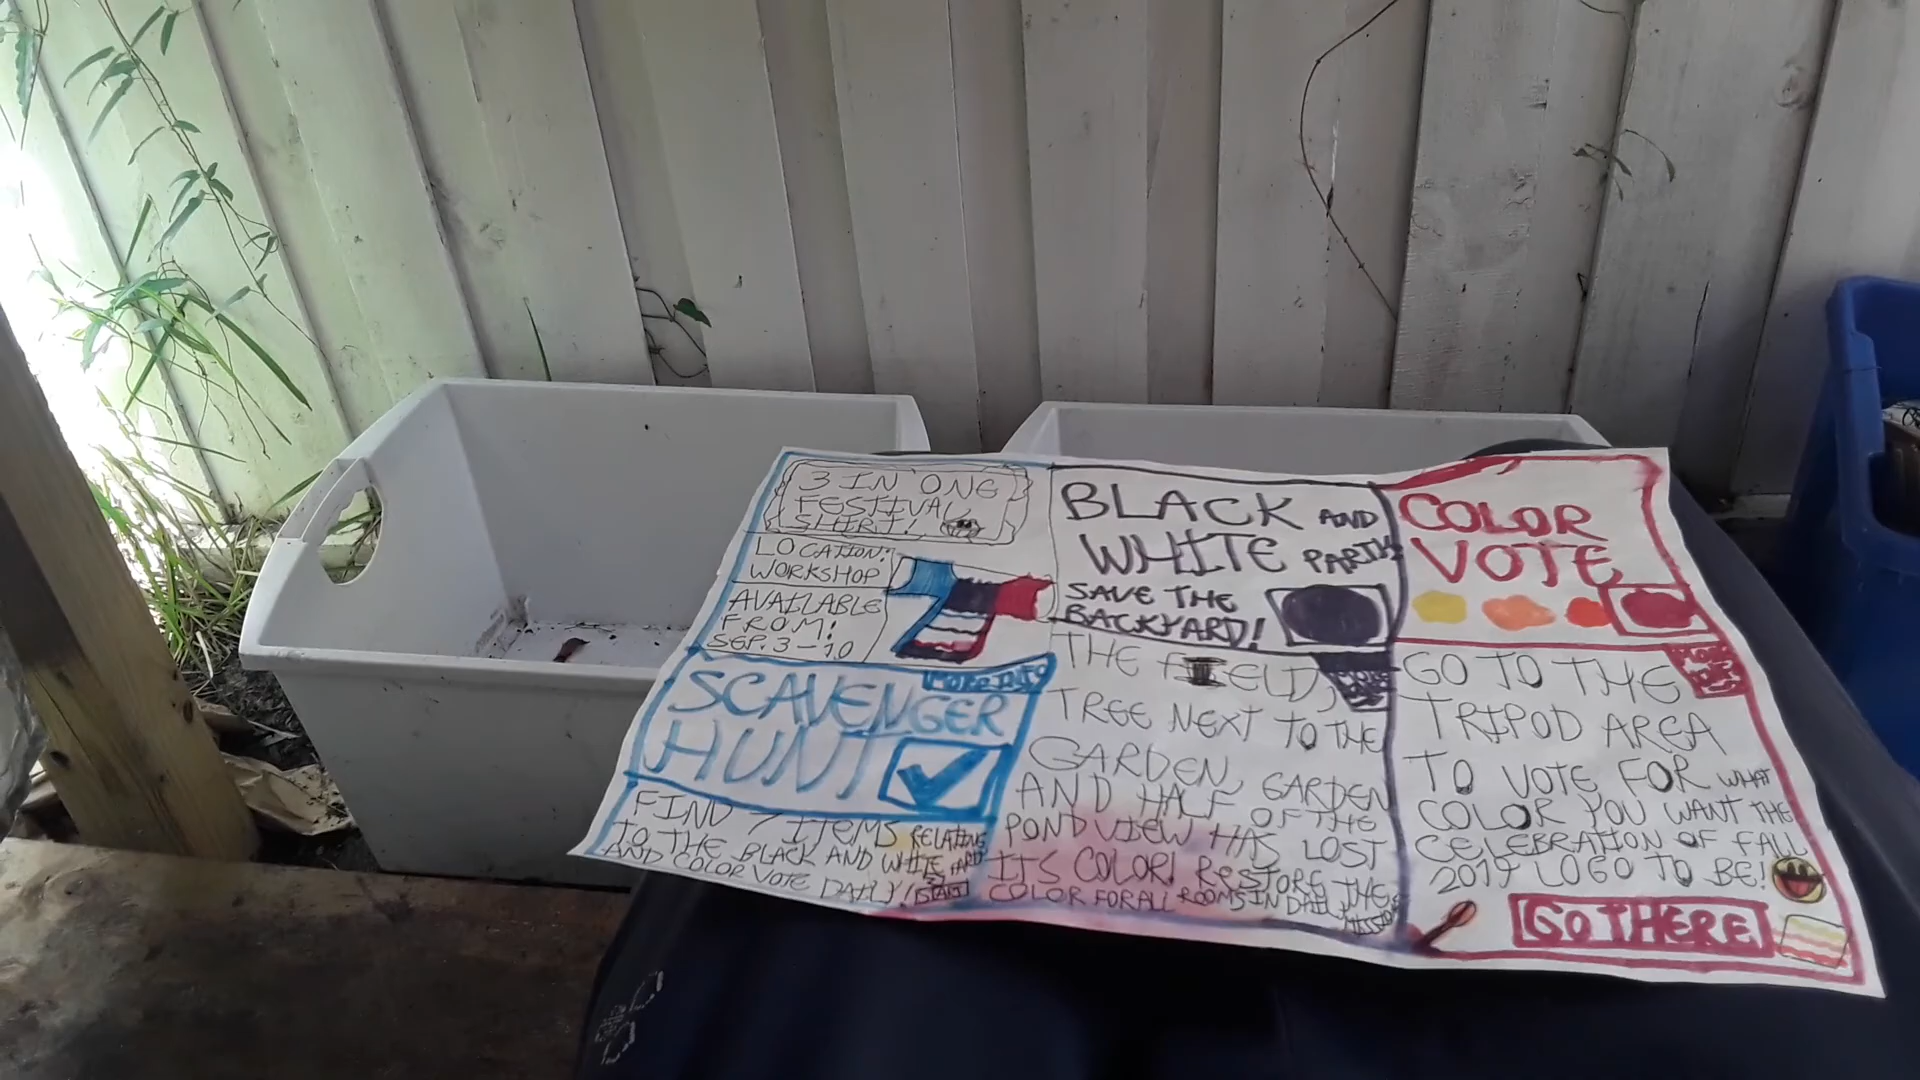 3 IN ONE
FESTIVAL
SHIRT!
LOCATION:
WORKSHOP
AVAILABLE
FROM:
SEP. 3-10
MORE INFO
SCAVENGER
HUNT
FIND 7 ITEMS RELATING
TO THE BLACK AND WHITE PARTY
AND COLOR VOTE DAILY!
START
BLACK AND
WHITE PARTY
SAVE THE
BACKYARD!
THE FIELD,
TREE NEXT TO THE
GARDEN, GARDEN
AND HALF OF THE
POND VIEW HAS LOST
ITS COLOR! RESTORE THE
COLOR FOR ALL ROOMS IN DAILY
COLOR
VOTE
GO TO THE
TRIPOD AREA
TO VOTE FOR WHAT
COLOR YOU WANT THE
CELEBRATION OF FALL
2019 LOGO TO BE!
GO THERE